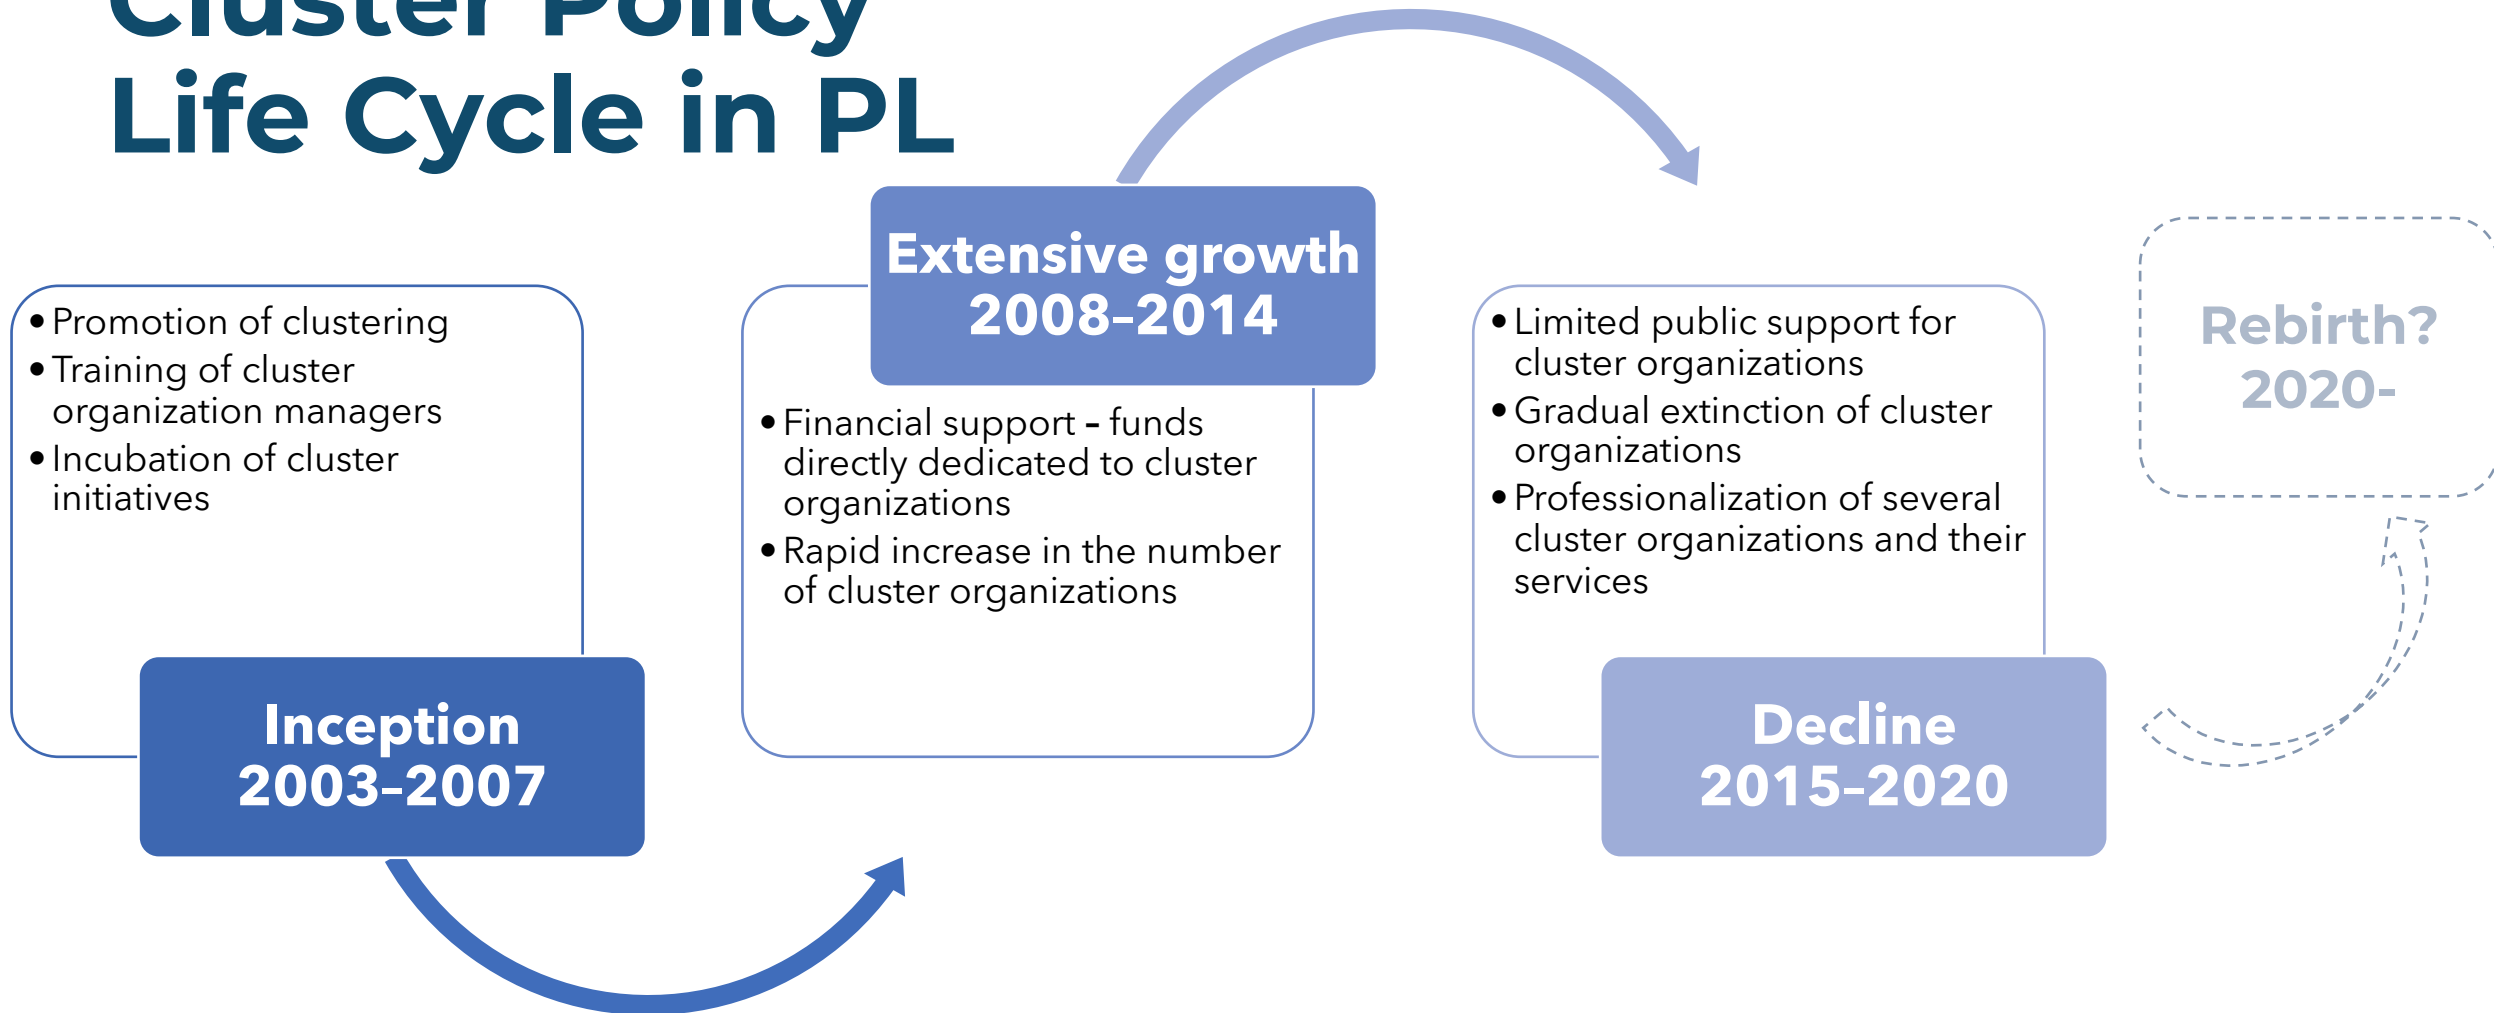 Cluster Policy
Life Cycle in PL
• Promotion of clustering
• Training of cluster
organization managers
• Incubation of cluster
initiatives
Inception
2003–2007
Extensive growth
2008–2014
• Financial support – funds
directly dedicated to cluster
organizations
• Rapid increase in the number
of cluster organizations
• Limited public support for
cluster organizations
• Gradual extinction of cluster
organizations
• Professionalization of several
cluster organizations and their
services
Decline
2015–2020
Rebirth?
2020-